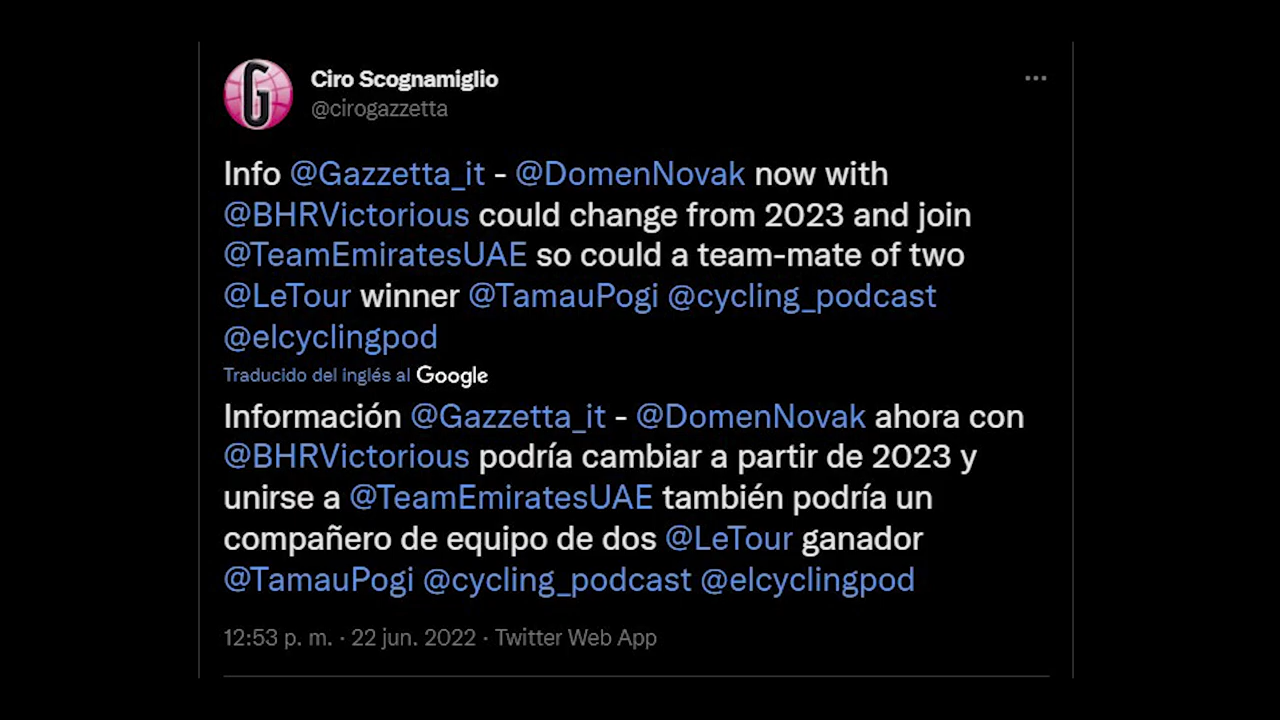 Ciro Scognamiglio
@cirogazzetta
Info @Gazzetta_it - @DomenNovak now with
@BHRVictorious could change from 2023 and join
@TeamEmiratesUAE so could a team-mate of two
@LeTour winner @TamauPogi @cycling_podcast
@elcyclingpod
Traducido del inglés al Google
Información @Gazzetta_it - @DomenNovak ahora con
@BHRVictorious podría cambiar a partir de 2023 y
unirse a @TeamEmiratesUAE también podría un
compañero de equipo de dos @LeTour ganador
@TamauPogi @cycling_podcast @elcyclingpod
12:53 p. m. · 22 jun. 2022 · Twitter Web App